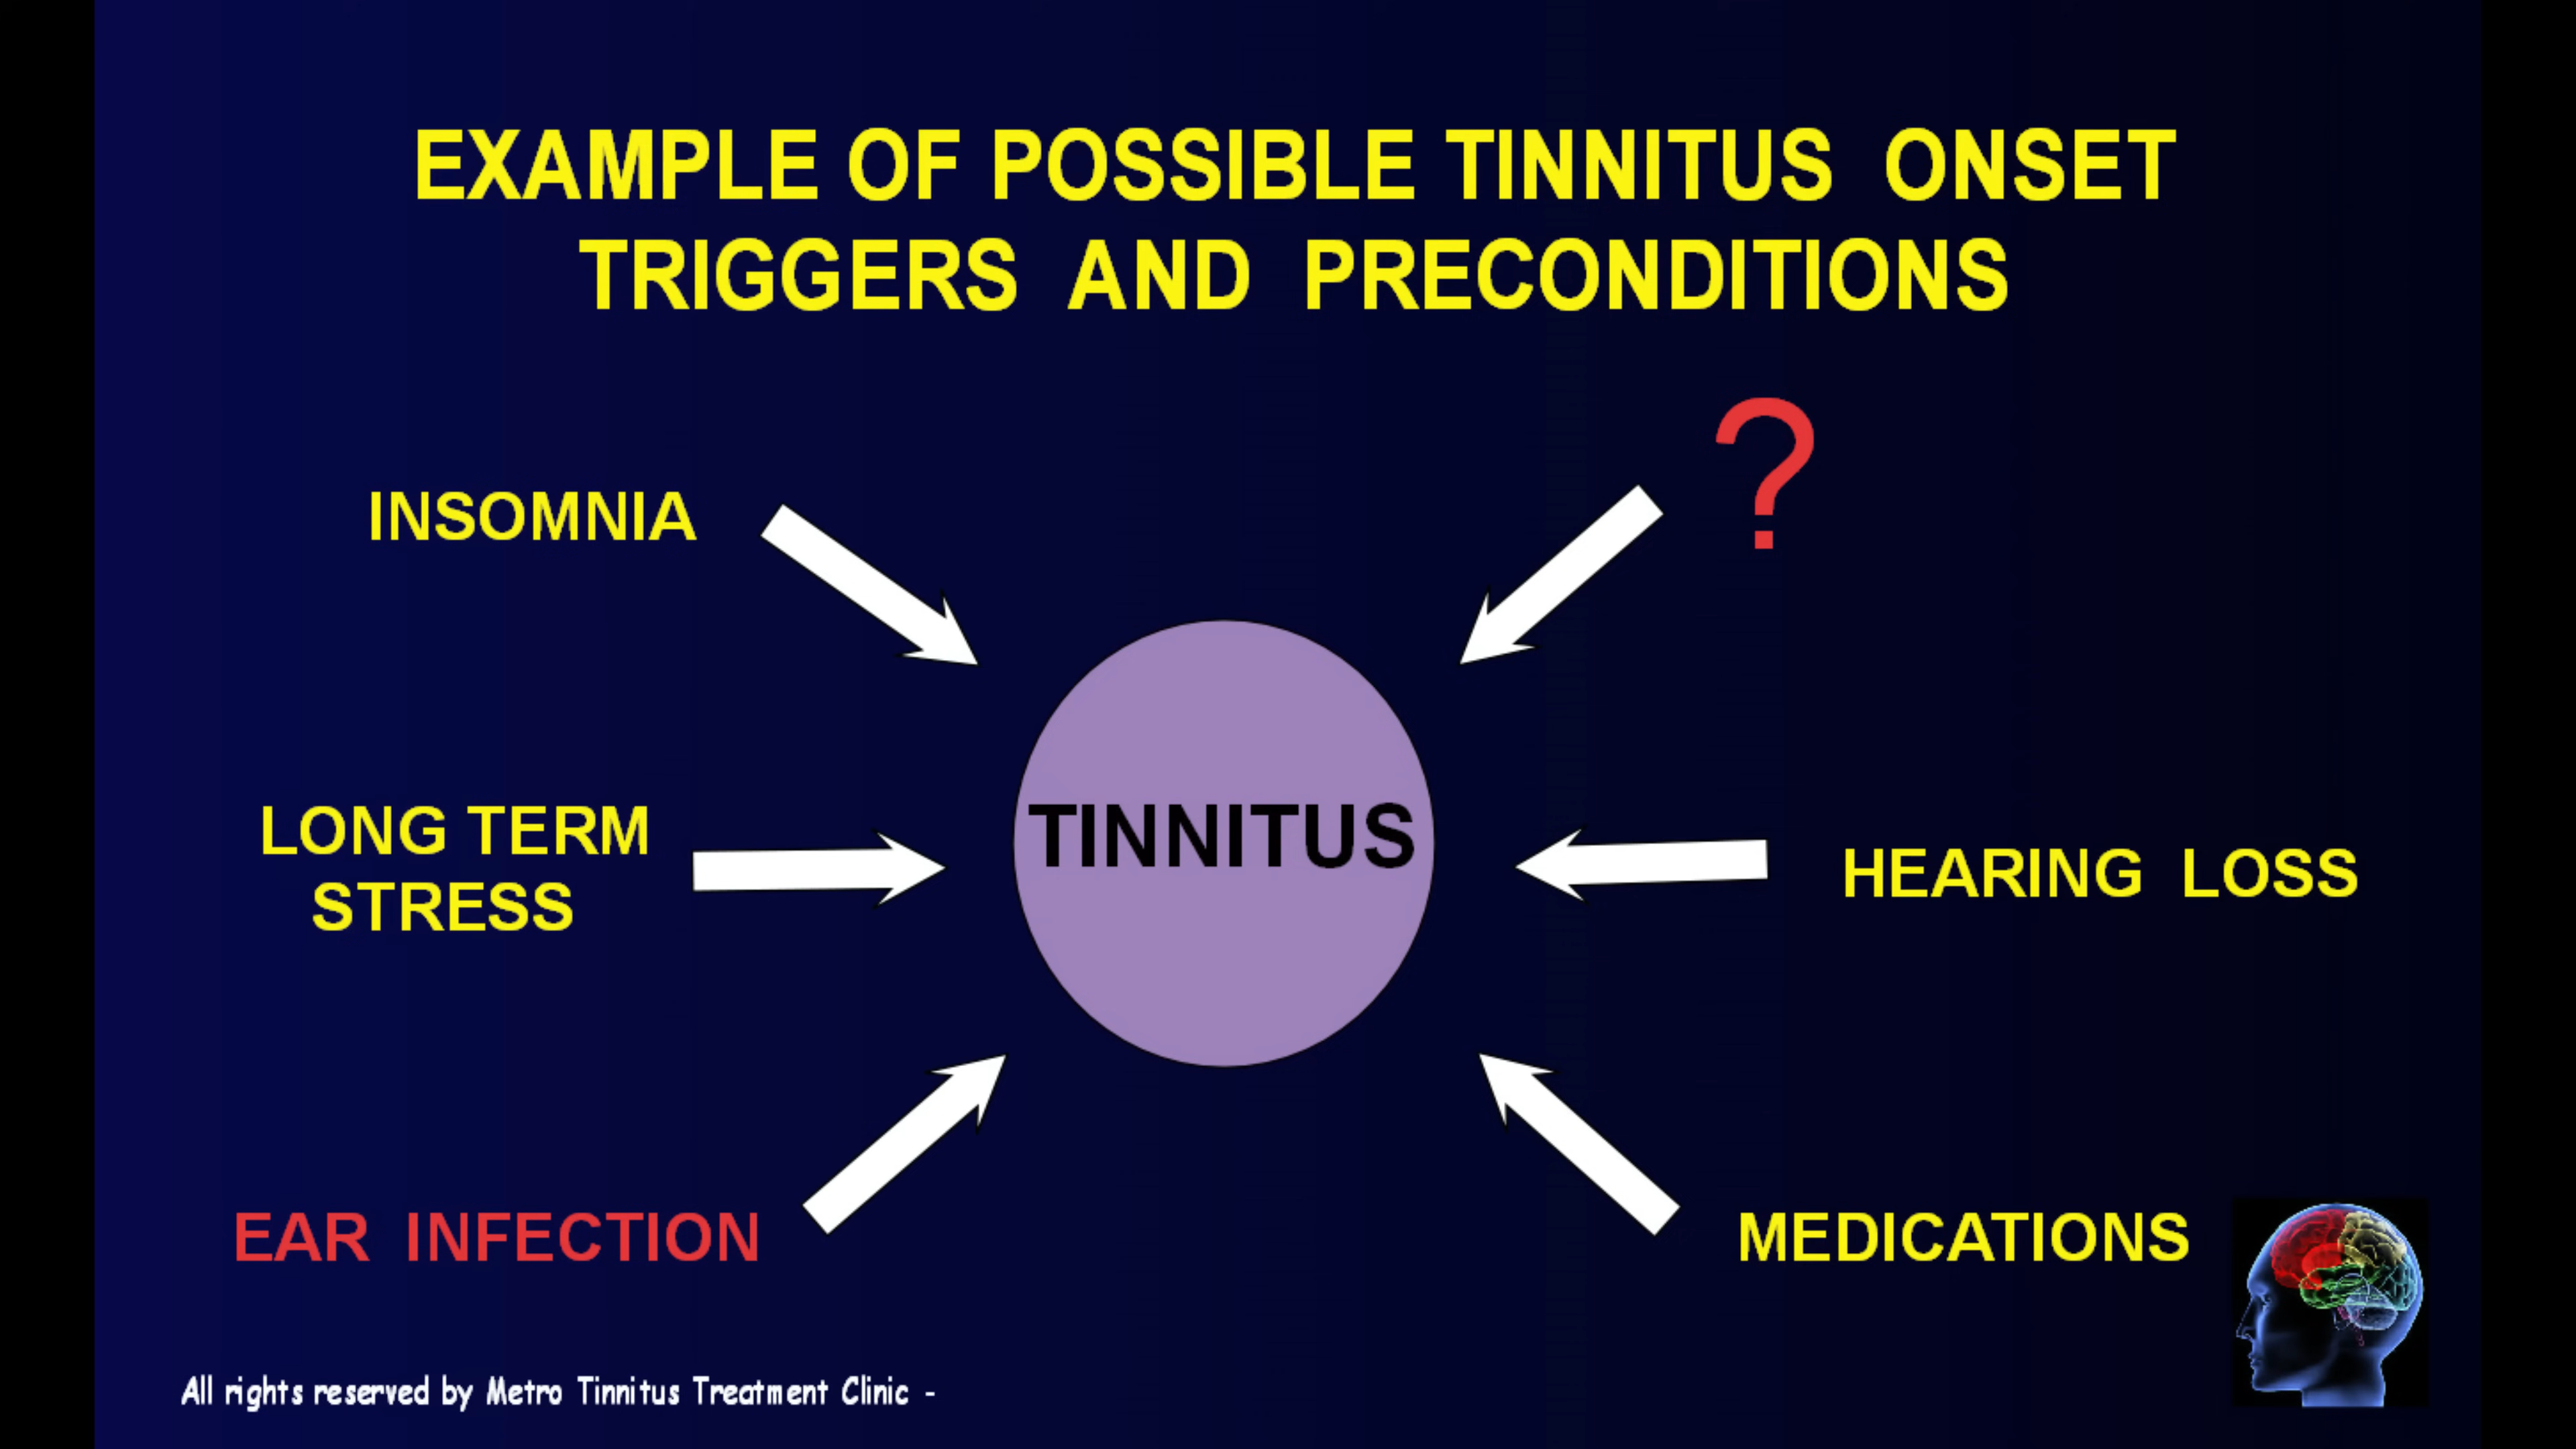 EXAMPLE OF POSSIBLE TINNITUS ONSET
TRIGGERS AND PRECONDITIONS
?
INSOMNIA
LONG TERM
STRESS
TINNITUS
HEARING LOSS
EAR INFECTION
MEDICATIONS
All rights reserved by Metro Tinnitus Treatment Clinic -